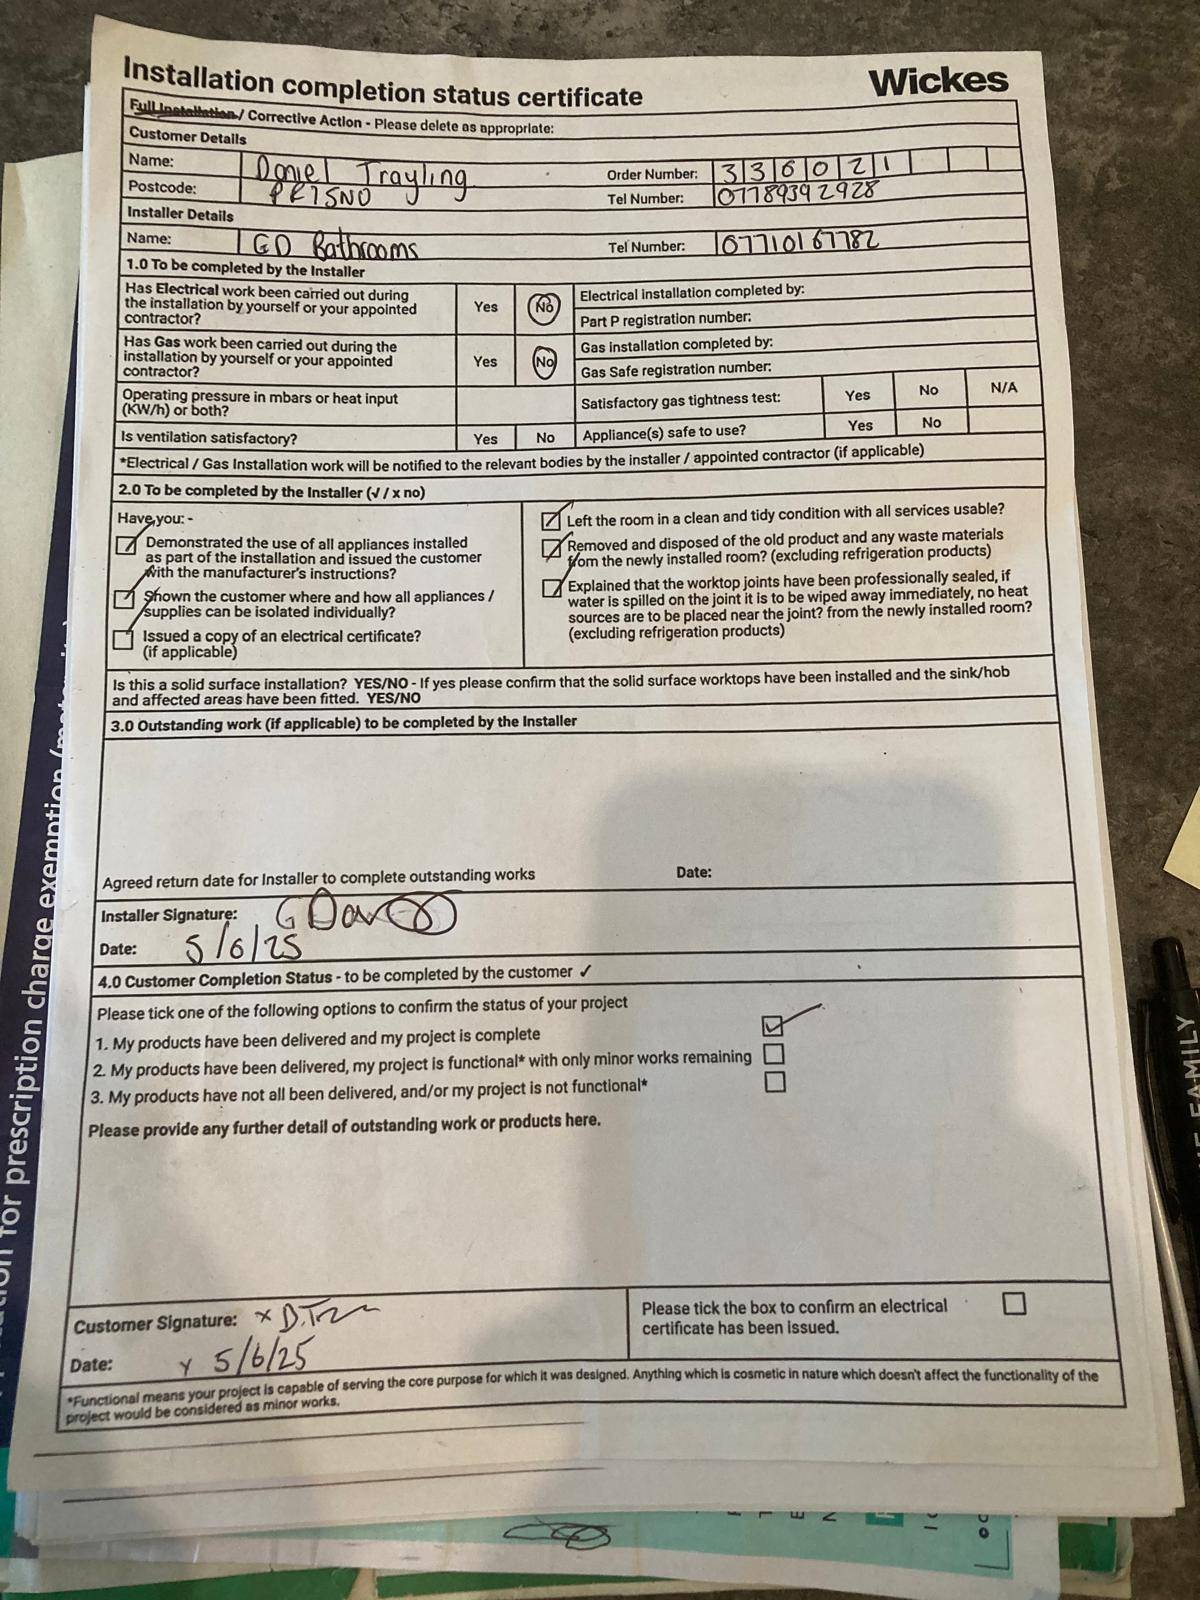 Installation completion status certificate
Wickes
Full Installation / Corrective Action - Please delete as appropriate:
Customer Details
Name: Daniel Trayling
Order Number: 336021
Postcode: PR75NO
Tel Number: 07789392928
Installer Details
Name: GD Bathrooms
Tel Number: 07710167782
1.0 To be completed by the Installer
Has Electrical work been carried out during
the installation by yourself or your appointed
contractor?
Yes No
Electrical installation completed by:
Part P registration number:
Has Gas work been carried out during the
installation by yourself or your appointed
contractor?
Yes No
Gas installation completed by:
Gas Safe registration number:
Operating pressure in mbars or heat input
(KW/h) or both?
Satisfactory gas tightness test: Yes No N/A
Is ventilation satisfactory? Yes No
Appliance(s) safe to use? Yes No
*Electrical / Gas Installation work will be notified to the relevant bodies by the installer / appointed contractor (if applicable)
2.0 To be completed by the Installer (√ / x no)
Have you: -
Demonstrated the use of all appliances installed
as part of the installation and issued the customer
with the manufacturer's instructions?
Shown the customer where and how all appliances /
supplies can be isolated individually?
Issued a copy of an electrical certificate?
(if applicable)
Left the room in a clean and tidy condition with all services usable?
Removed and disposed of the old product and any waste materials
from the newly installed room? (excluding refrigeration products)
Explained that the worktop joints have been professionally sealed, if
water is spilled on the joint it is to be wiped away immediately, no heat
sources are to be placed near the joint? from the newly installed room?
(excluding refrigeration products)
Is this a solid surface installation? YES/NO - If yes please confirm that the solid surface worktops have been installed and the sink/hob
and affected areas have been fitted. YES/NO
3.0 Outstanding work (if applicable) to be completed by the Installer
Agreed return date for Installer to complete outstanding works
Date:
Installer Signature:
Date: 5/6/25
4.0 Customer Completion Status - to be completed by the customer ✓
Please tick one of the following options to confirm the status of your project
1. My products have been delivered and my project is complete
2. My products have been delivered, my project is functional* with only minor works remaining
3. My products have not all been delivered, and/or my project is not functional*
Please provide any further detail of outstanding work or products here.
Customer Signature: x
Date: x 5/6/25
Please tick the box to confirm an electrical
certificate has been issued.
*Functional means your project is capable of serving the core purpose for which it was designed. Anything which is cosmetic in nature which doesn't affect the functionality of the
project would be considered as minor works.
for prescription charge exemption
FAMILY